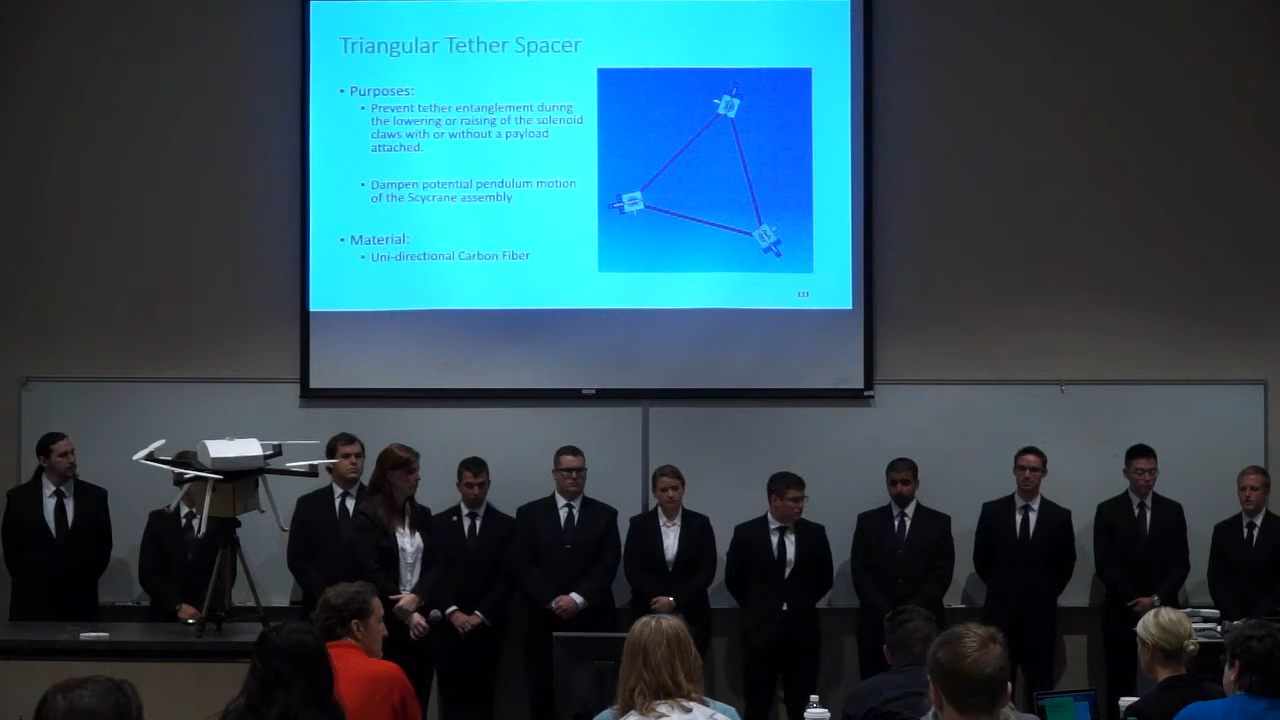 Triangular Tether Spacer
• Purposes:
• Prevent tether entanglement during
the lowering or raising of the solenoid
claws with or without a payload
attached.
• Dampen potential pendulum motion
of the Scycrane assembly.
• Material:
• Uni-directional Carbon Fiber